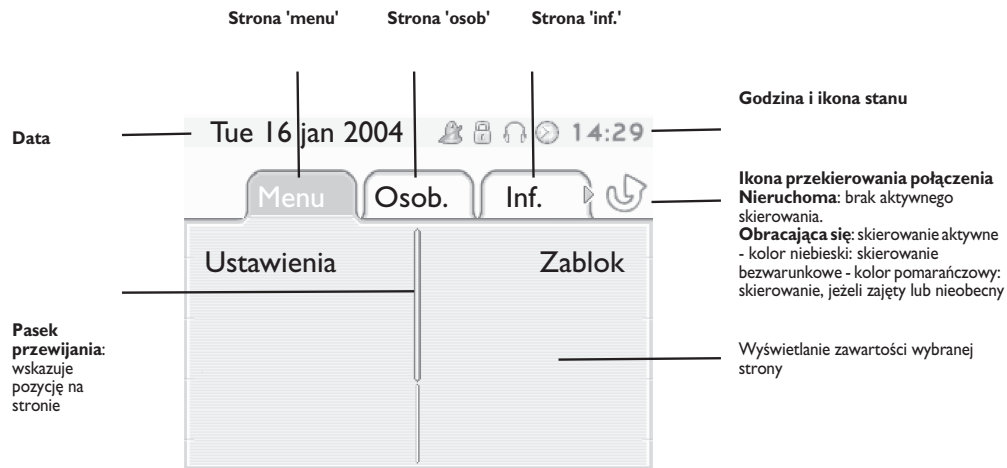 Strona 'menu' Strona 'osob' Strona 'inf.'
Godzina i ikona stanu
Data
Tue 16 jan 2004 14:29
Ikona przekierowania połączenia
Nieruchoma: brak aktywnego
skierowania.
Obracająca się: skierowanie aktywne
- kolor niebieski: skierowanie
bezwarunkowe - kolor pomarańczowy:
skierowanie, jeżeli zajęty lub nieobecny
Menu Osob. Inf.
Ustawienia Zablok
Pasek
przewijania:
wskazuje
pozycję na
stronie
Wyświetlanie zawartości wybranej
strony